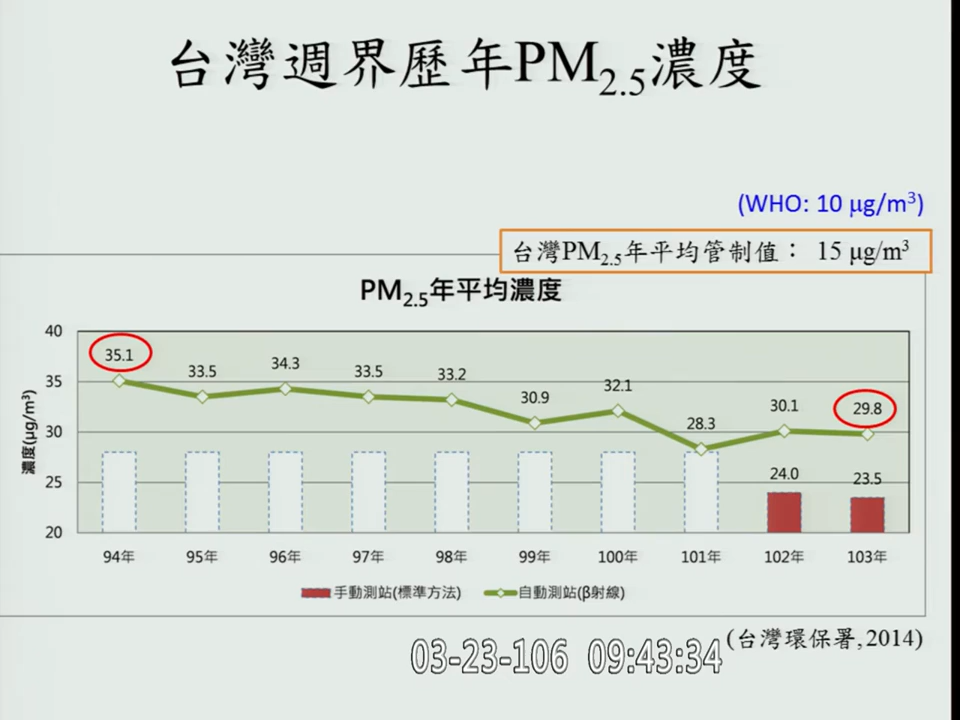 台灣週界歷年PM2.5濃度
(WHO: 10 μg/m3)
台灣PM2.5年平均管制值： 15 μg/m3
PM2.5年平均濃度
濃度(μg/m3)
40
35
30
25
20
35.1
33.5
34.3
33.5
33.2
30.9
32.1
28.3
30.1
29.8
24.0
23.5
94年 95年 96年 97年 98年 99年 100年 101年 102年 103年
手動測站(標準方法) 自動測站(β射線)
(台灣環保署, 2014)
03-23-106 09:43:34